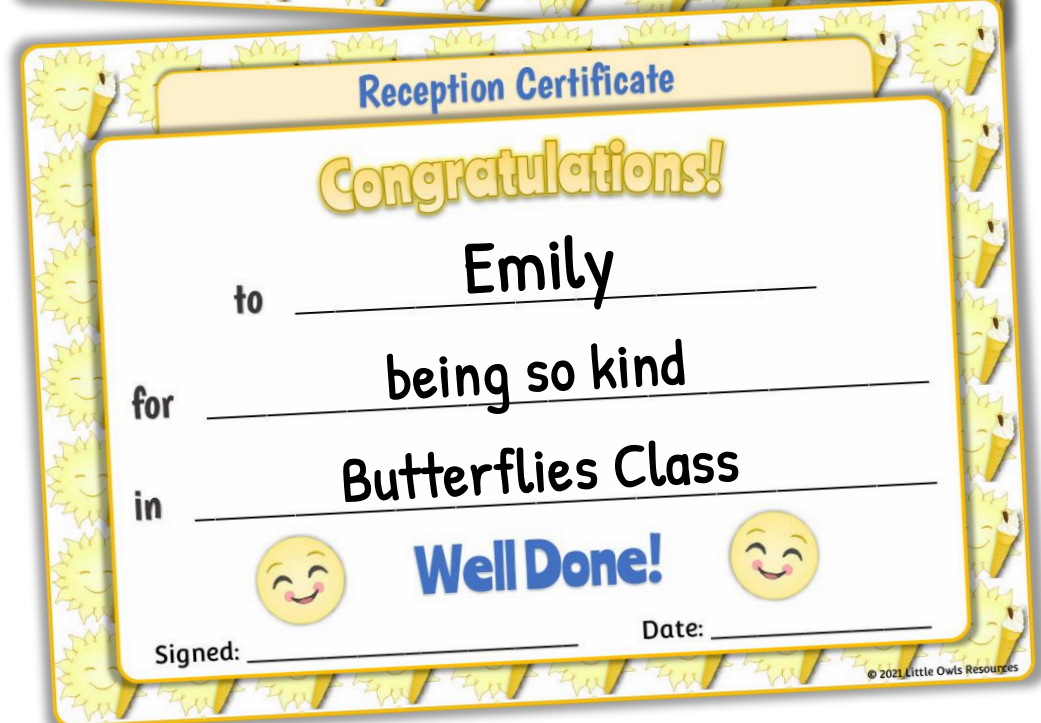 Reception Certificate
Congratulations!
to Emily
for being so kind
in Butterflies Class
Well Done!
Signed: Date:
© 2021 Little Owls Resources